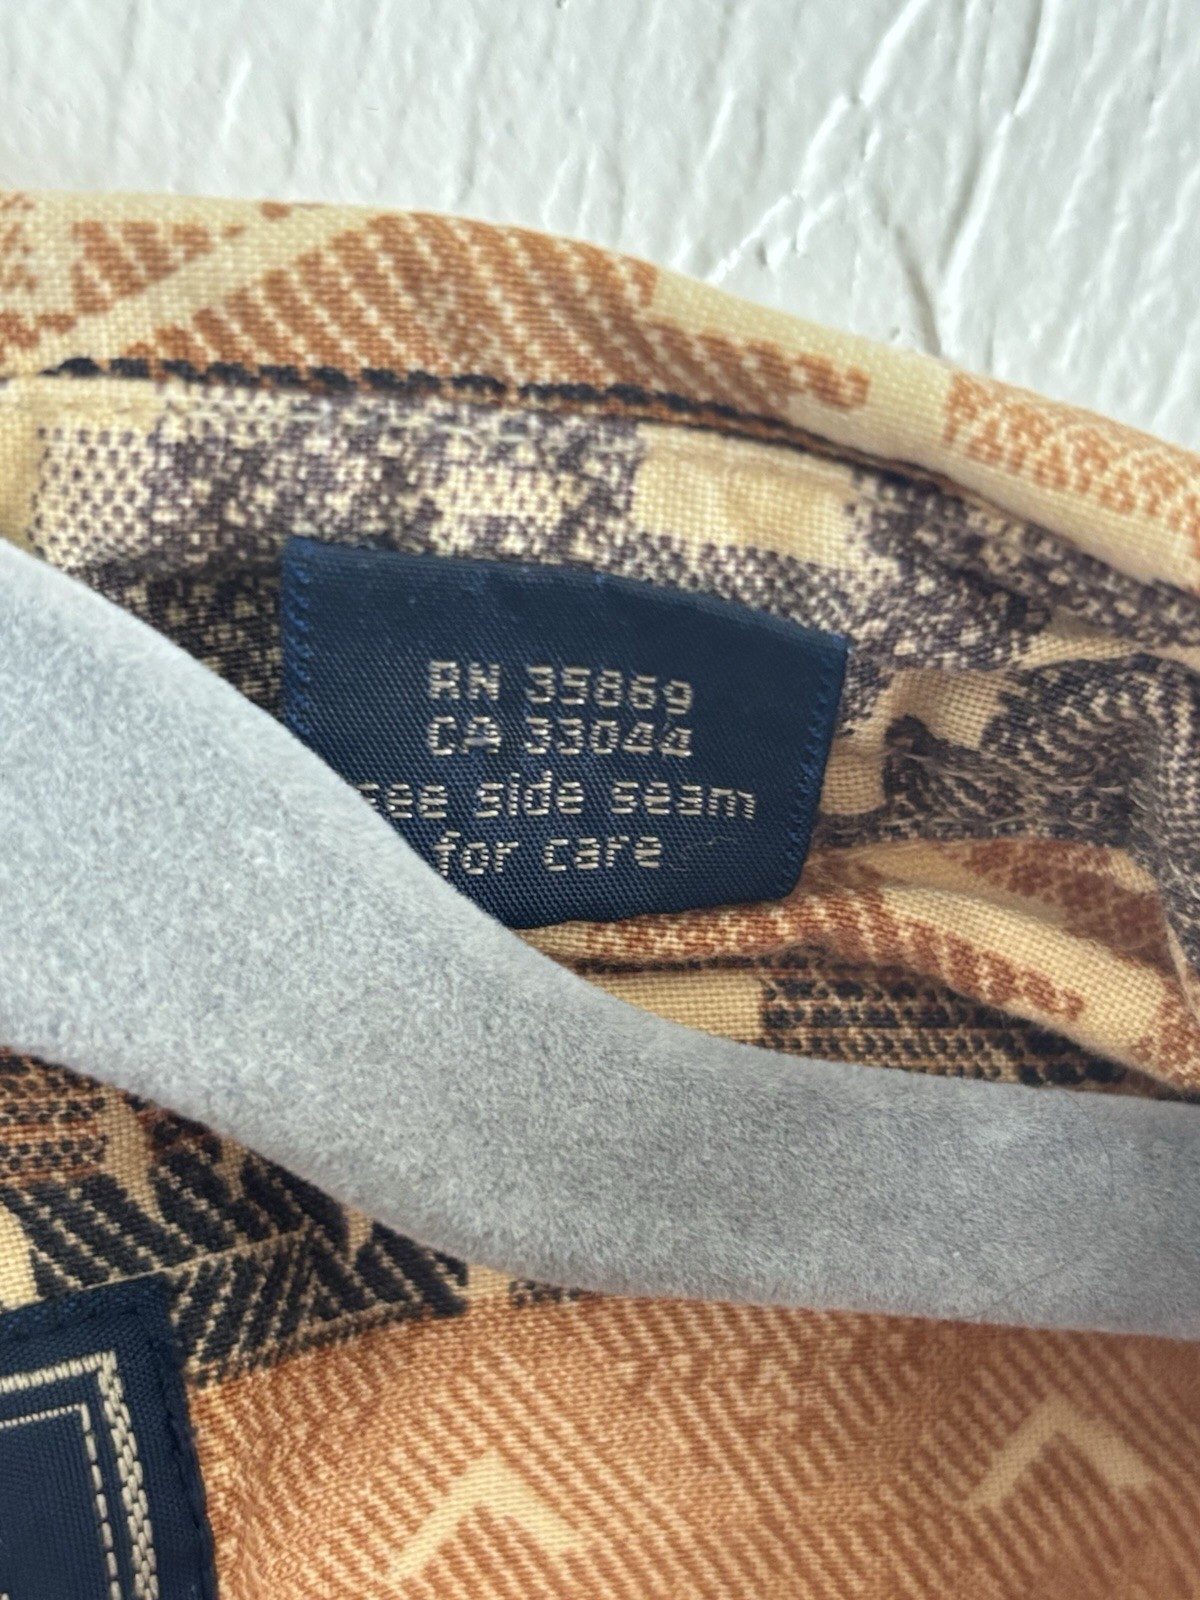 RN 35869
CA 33044
see side seam
for care